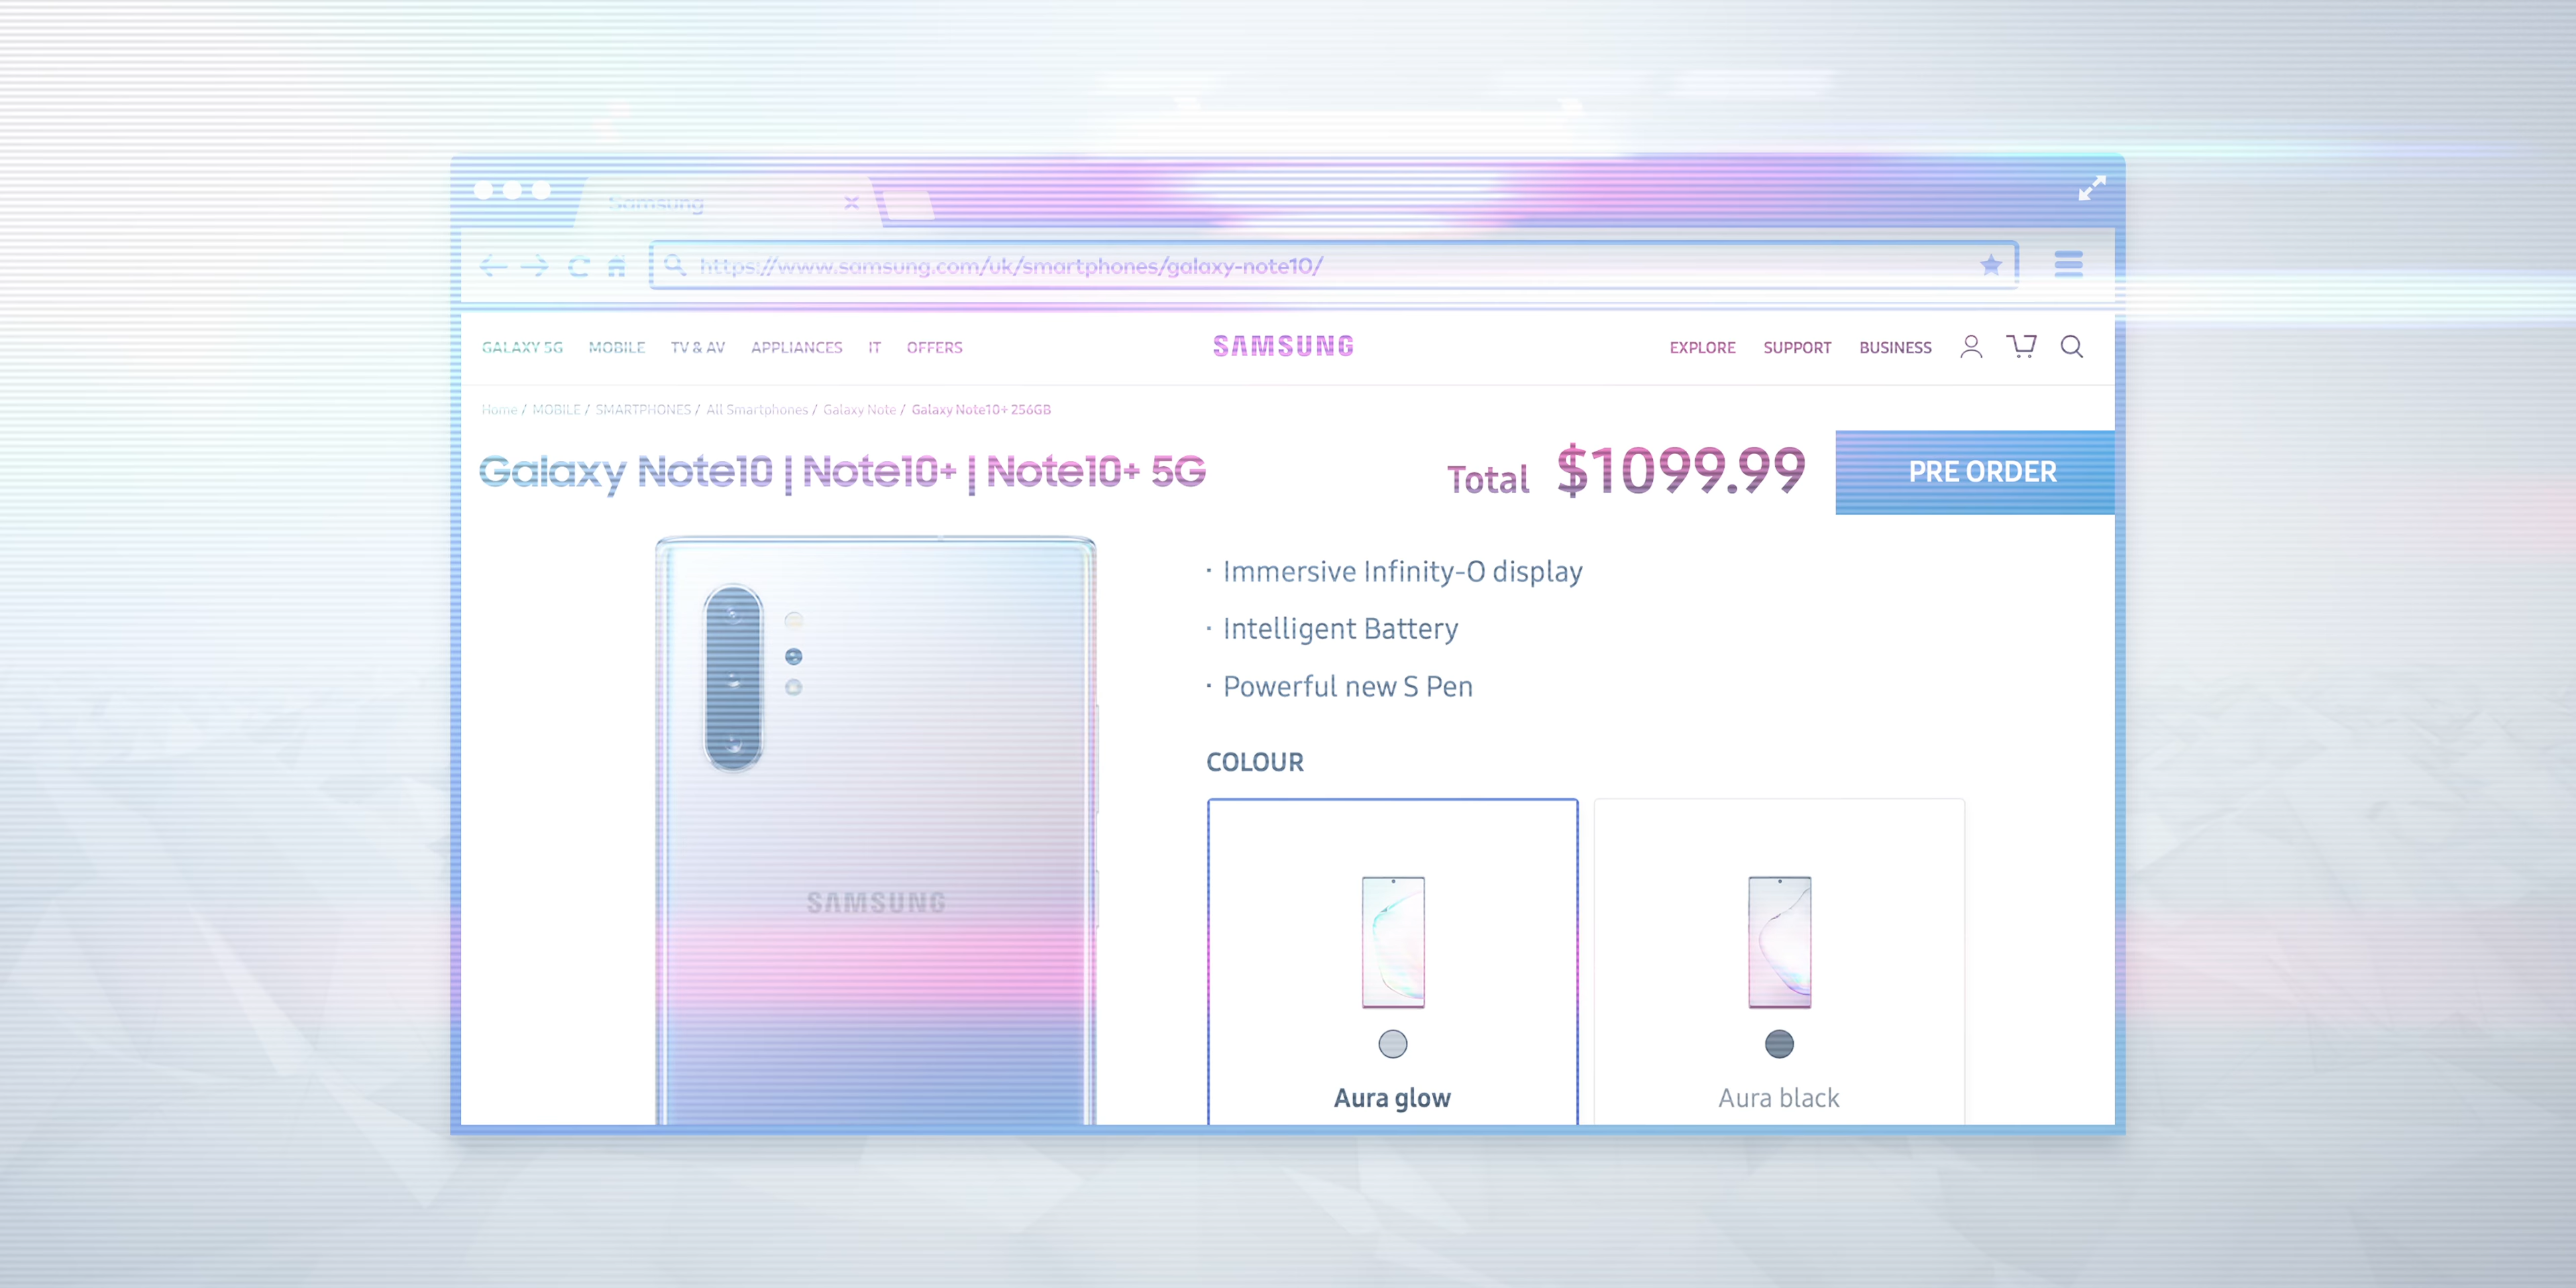 Samsung
https://www.samsung.com/uk/smartphones/galaxy-note10/
GALAXY 5G MOBILE TV & AV APPLIANCES IT OFFERS SAMSUNG EXPLORE SUPPORT BUSINESS
Home / MOBILE / SMARTPHONES / All Smartphones / Galaxy Note / Galaxy Note10+ 256GB
Galaxy Note10 | Note10+ | Note10+ 5G Total $1099.99 PRE ORDER
· Immersive Infinity-O display
· Intelligent Battery
· Powerful new S Pen
COLOUR
SAMSUNG
Aura glow Aura black